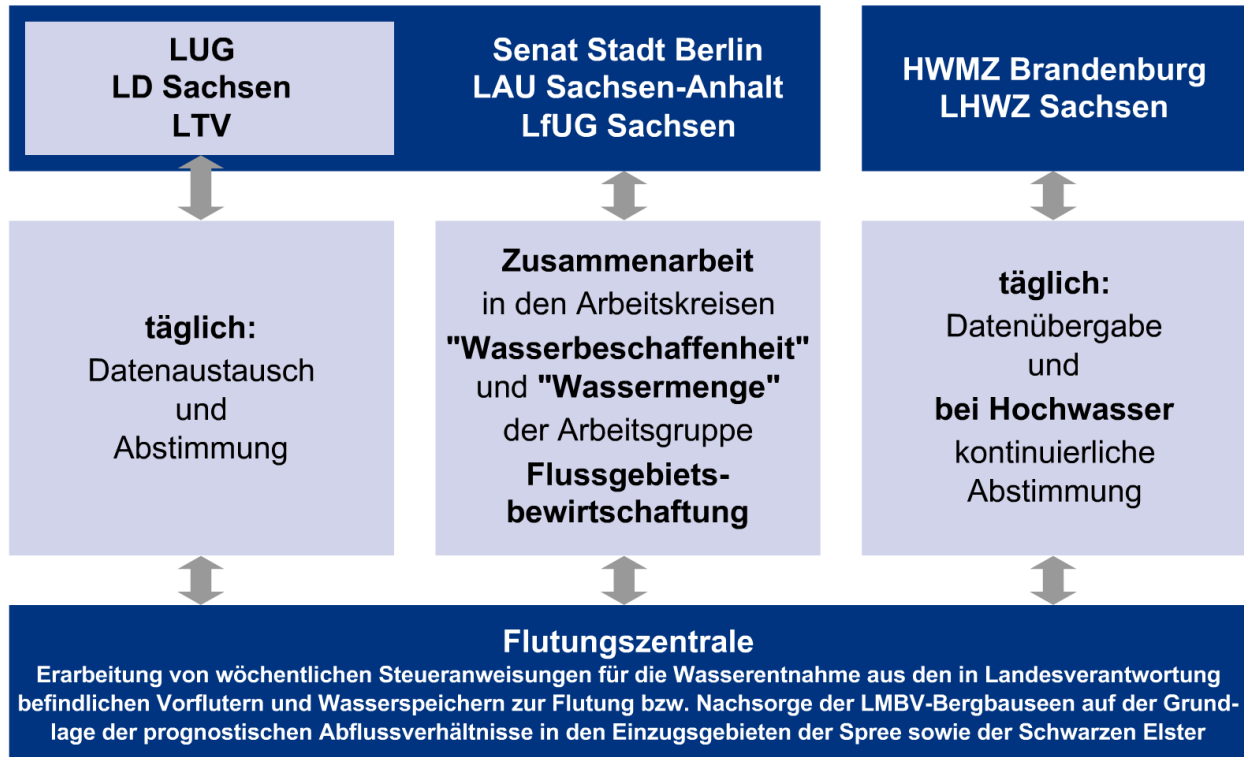 LUG
LD Sachsen
LTV
Senat Stadt Berlin
LAU Sachsen-Anhalt
LfUG Sachsen
HWMZ Brandenburg
LHWZ Sachsen
täglich:
Datenaustausch
und
Abstimmung
Zusammenarbeit
in den Arbeitskreisen
"Wasserbeschaffenheit"
und "Wassermenge"
der Arbeitsgruppe
Flussgebiets-
bewirtschaftung
täglich:
Datenübergabe
und
bei Hochwasser
kontinuierliche
Abstimmung
Flutungszentrale
Erarbeitung von wöchentlichen Steueranweisungen für die Wasserentnahme aus den in Landesverantwortung
befindlichen Vorflutern und Wasserspeichern zur Flutung bzw. Nachsorge der LMBV-Bergbauseen auf der Grund-
lage der prognostischen Abflussverhältnisse in den Einzugsgebieten der Spree sowie der Schwarzen Elster